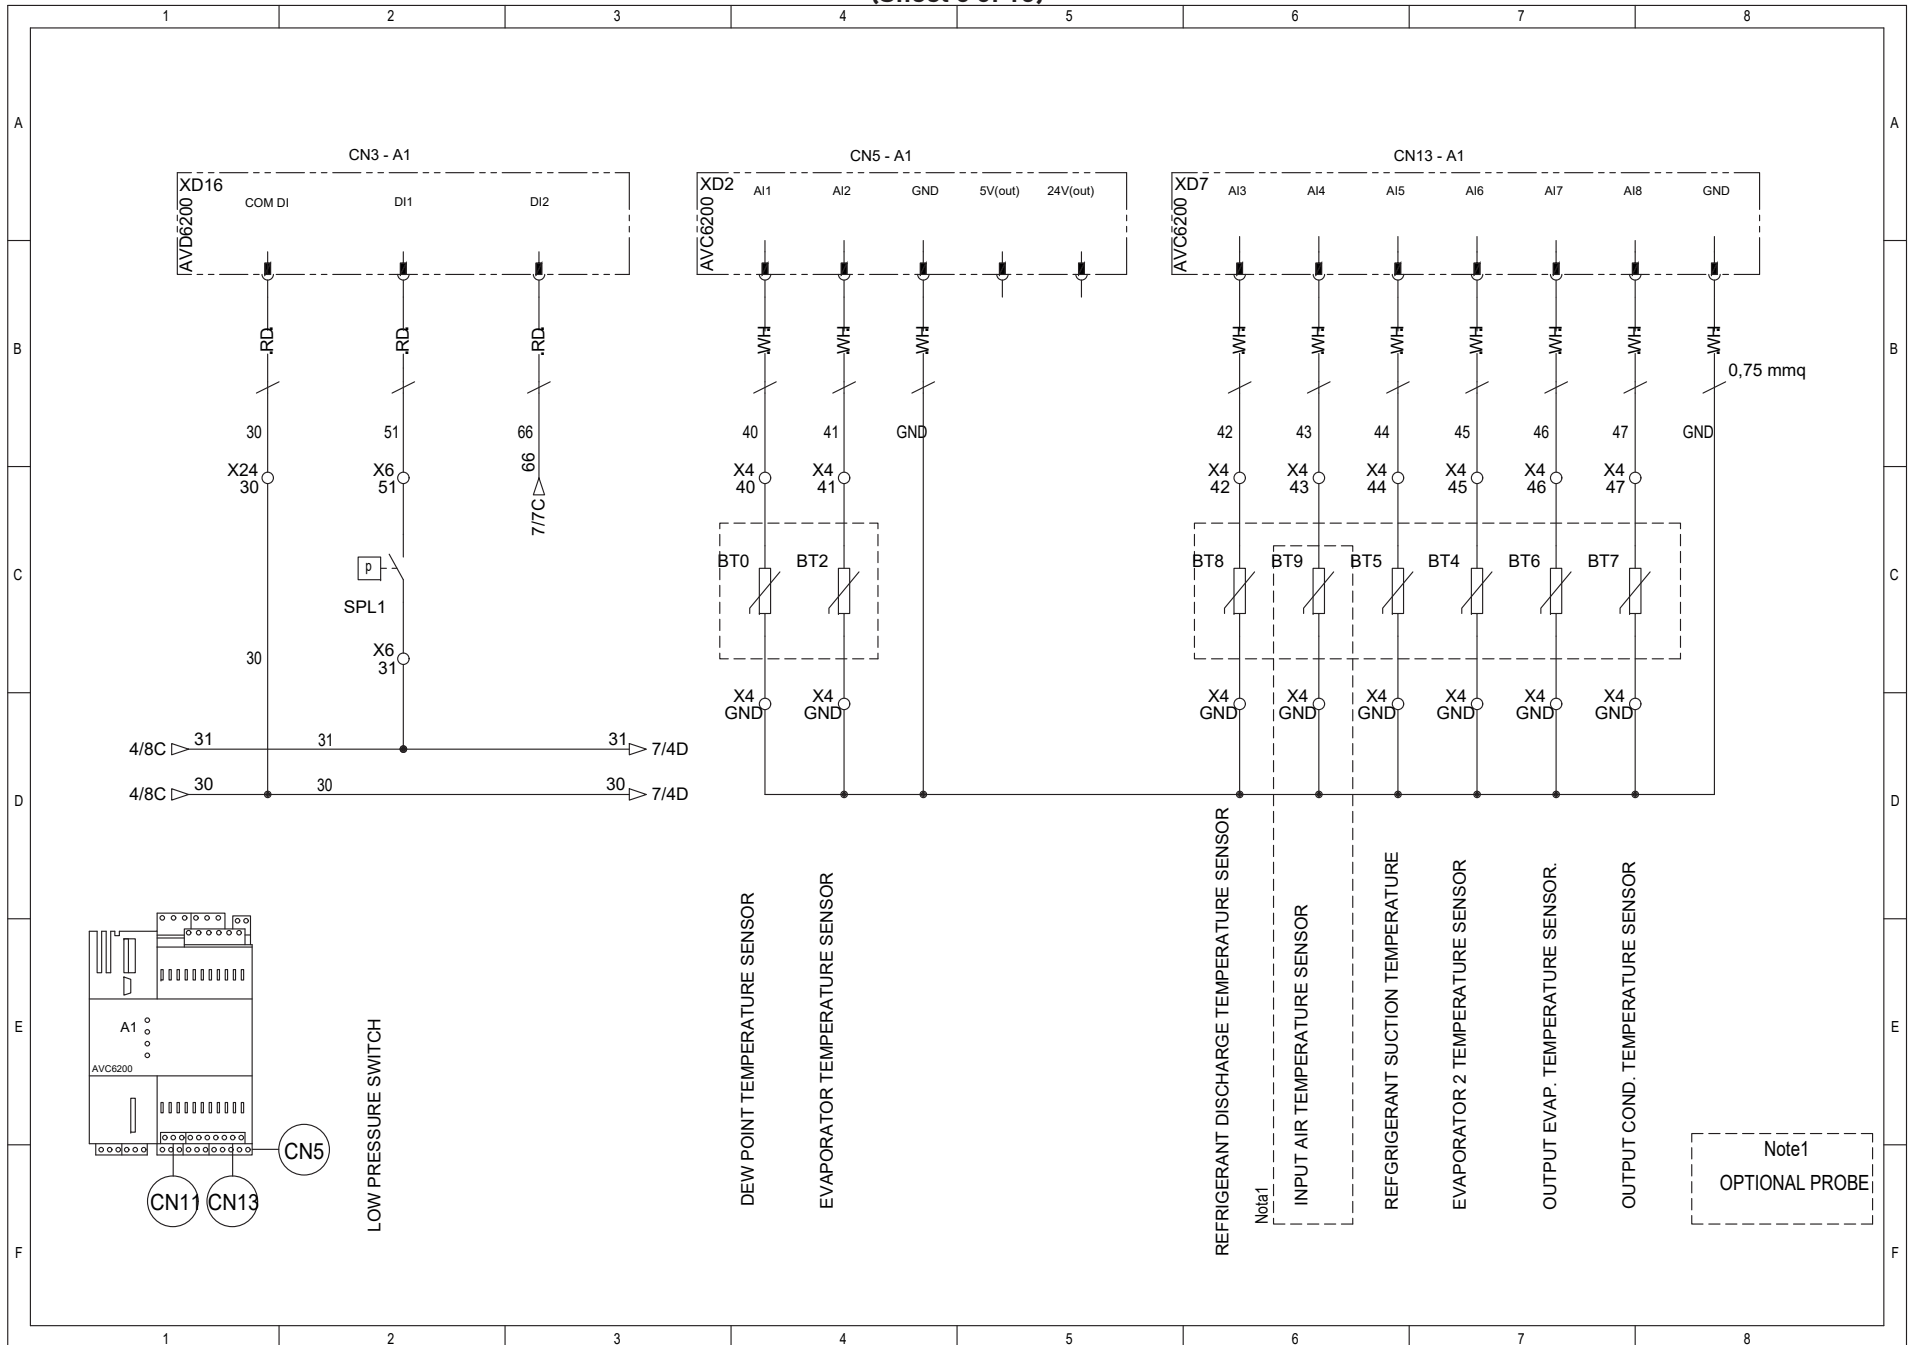 1 2 3 4 5 6 7 8
A A
CN3 - A1 CN5 - A1 CN13 - A1
XD16 COM DI DI1 DI2
AVD6200
XD2 AI1 AI2 GND 5V(out) 24V(out)
AVC6200
XD7 AI3 AI4 AI5 AI6 AI7 AI8 GND
AVC6200
B B
.RD. .RD. .RD. .WH. .WH. .WH. .WH. .WH. .WH. .WH. .WH. .WH. .WH.
0,75 mmq
30 51 66 40 41 GND 42 43 44 45 46 47 GND
66
7/7C
X24 X6 X4 X4 X4 X4 X4 X4 X4 X4
30 51 40 41 42 43 44 45 46 47
C C
BT0 BT2 BT8 BT9 BT5 BT4 BT6 BT7
p
SPL1
30
X6
31
X4 X4 X4 X4 X4 X4 X4 X4
GND GND GND GND GND GND GND GND
4/8C 31 31 31 7/4D
4/8C 30 30 30 7/4D
D D
LOW PRESSURE SWITCH
DEW POINT TEMPERATURE SENSOR
EVAPORATOR TEMPERATURE SENSOR
REFRIGERANT DISCHARGE TEMPERATURE SENSOR
Nota1
INPUT AIR TEMPERATURE SENSOR
REFGRIGERANT SUCTION TEMPERATURE
EVAPORATOR 2 TEMPERATURE SENSOR
OUTPUT EVAP. TEMPERATURE SENSOR.
OUTPUT COND. TEMPERATURE SENSOR
E E
A1
AVC6200
CN5
CN11 CN13
Note1
OPTIONAL PROBE
F F
1 2 3 4 5 6 7 8